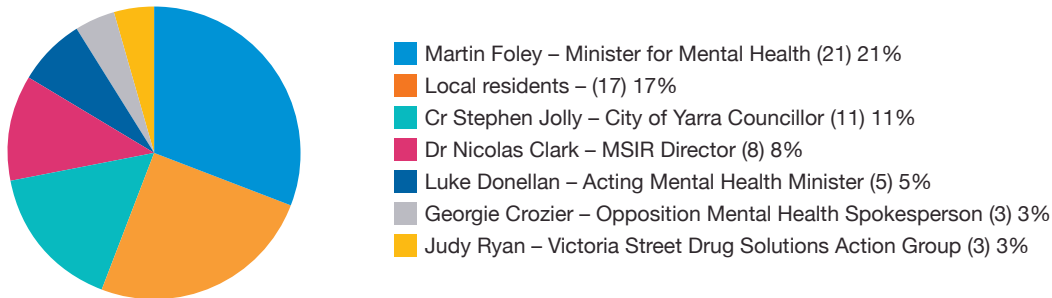 Martin Foley – Minister for Mental Health (21) 21%
Local residents – (17) 17%
Cr Stephen Jolly – City of Yarra Councillor (11) 11%
Dr Nicolas Clark – MSIR Director (8) 8%
Luke Donellan – Acting Mental Health Minister (5) 5%
Georgie Crozier – Opposition Mental Health Spokesperson (3) 3%
Judy Ryan – Victoria Street Drug Solutions Action Group (3) 3%